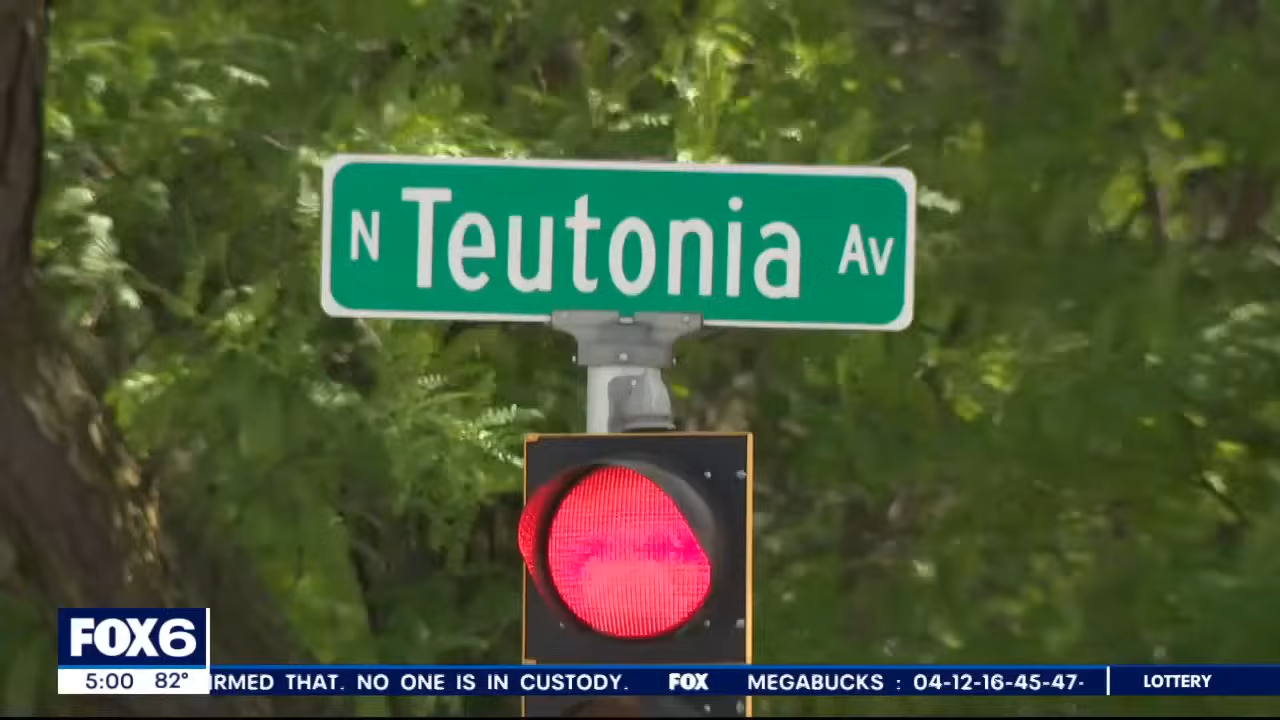 N Teutonia Av
FOX6
5:00 82° IRMED THAT. NO ONE IS IN CUSTODY. FOX MEGABUCKS : 04-12-16-45-47- LOTTERY